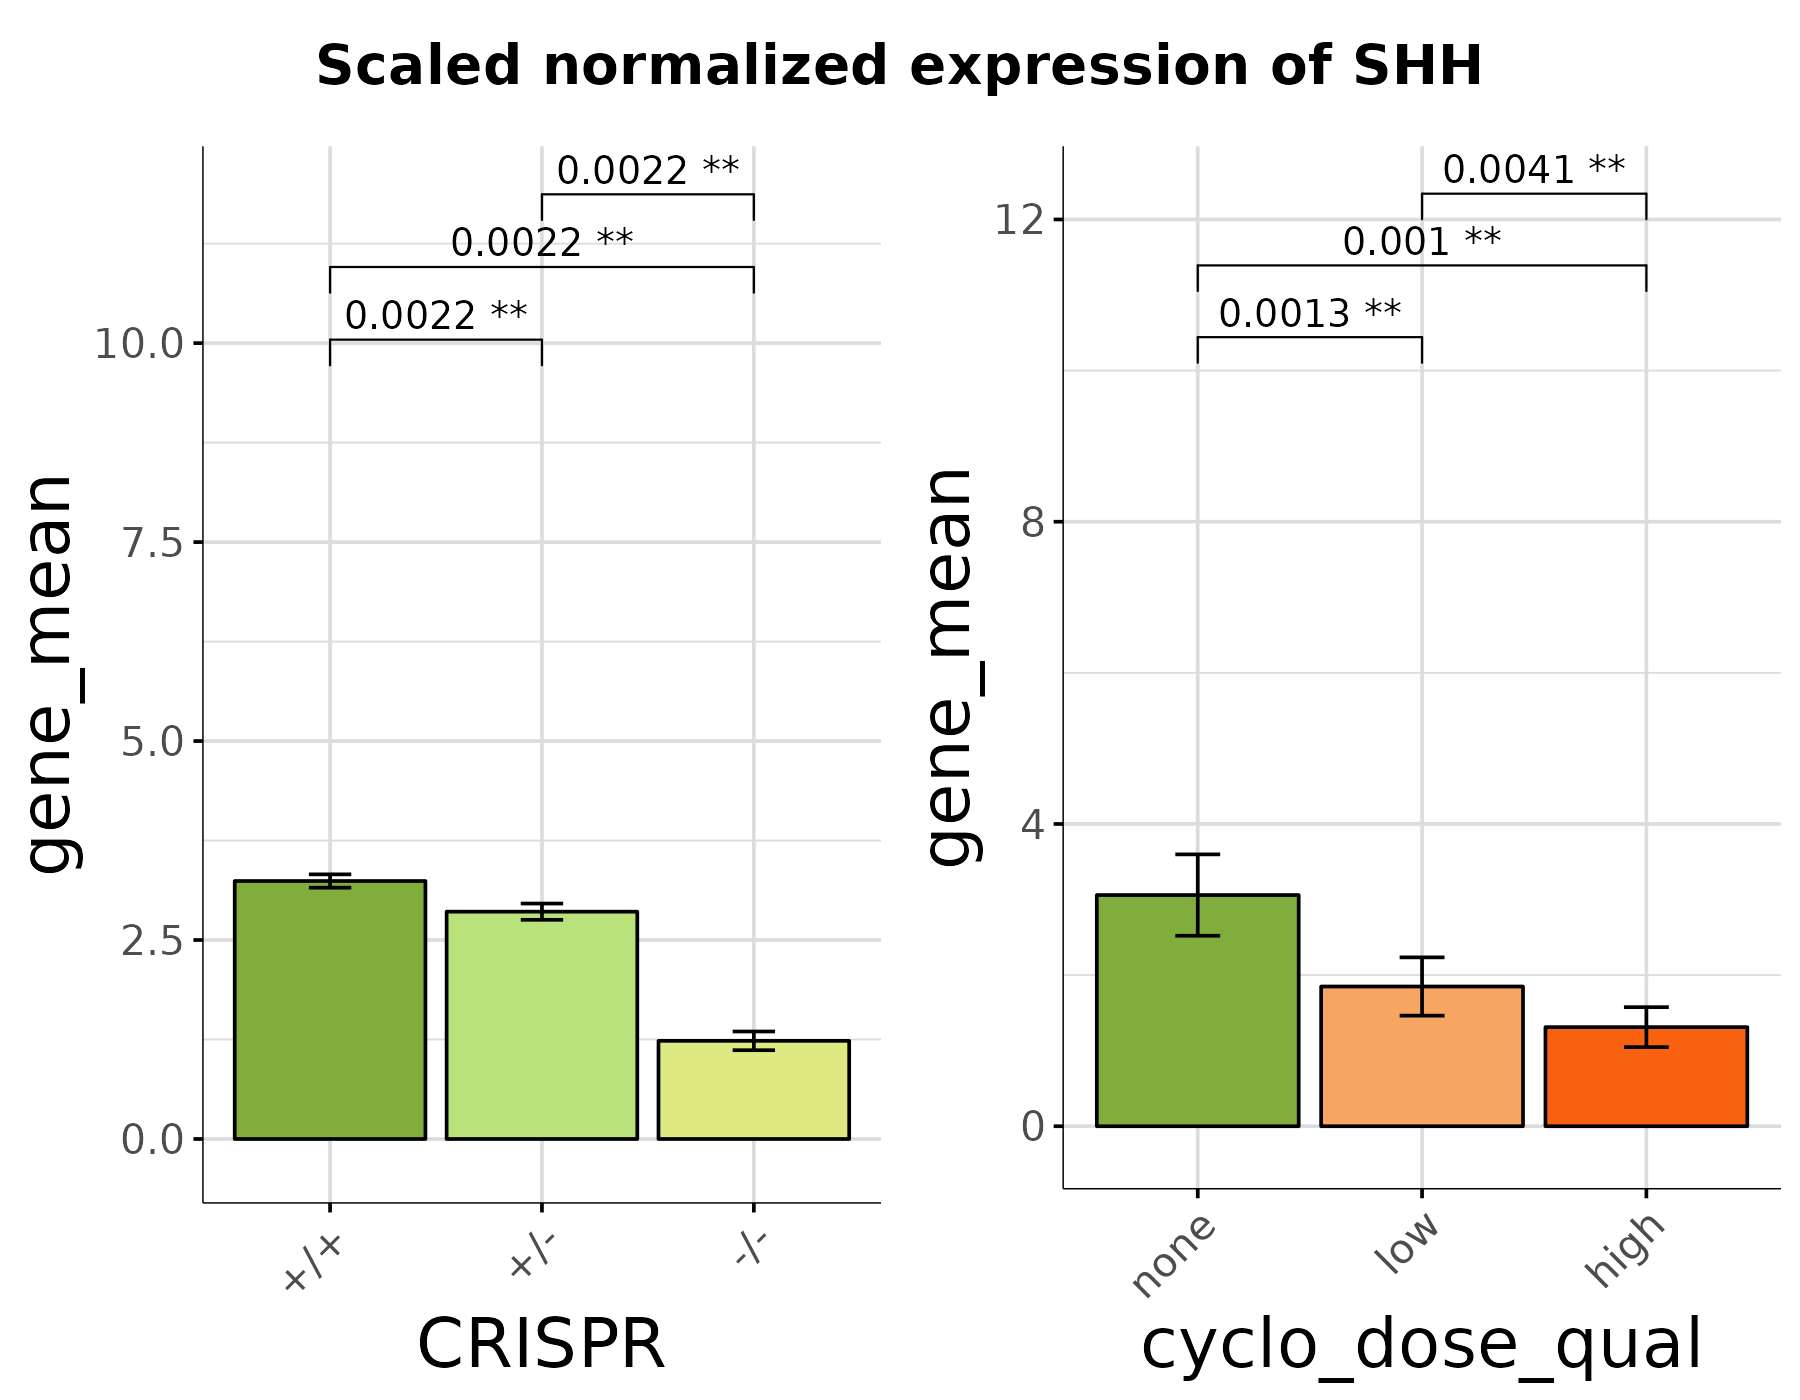 Scaled normalized expression of SHH
gene_mean
10.0
7.5
5.0
2.5
0.0
0.0022 **
0.0022 **
0.0022 **
+/+
+/-
-/-
CRISPR
gene_mean
12
8
4
0
0.0041 **
0.001 **
0.0013 **
none
low
high
cyclo_dose_qual